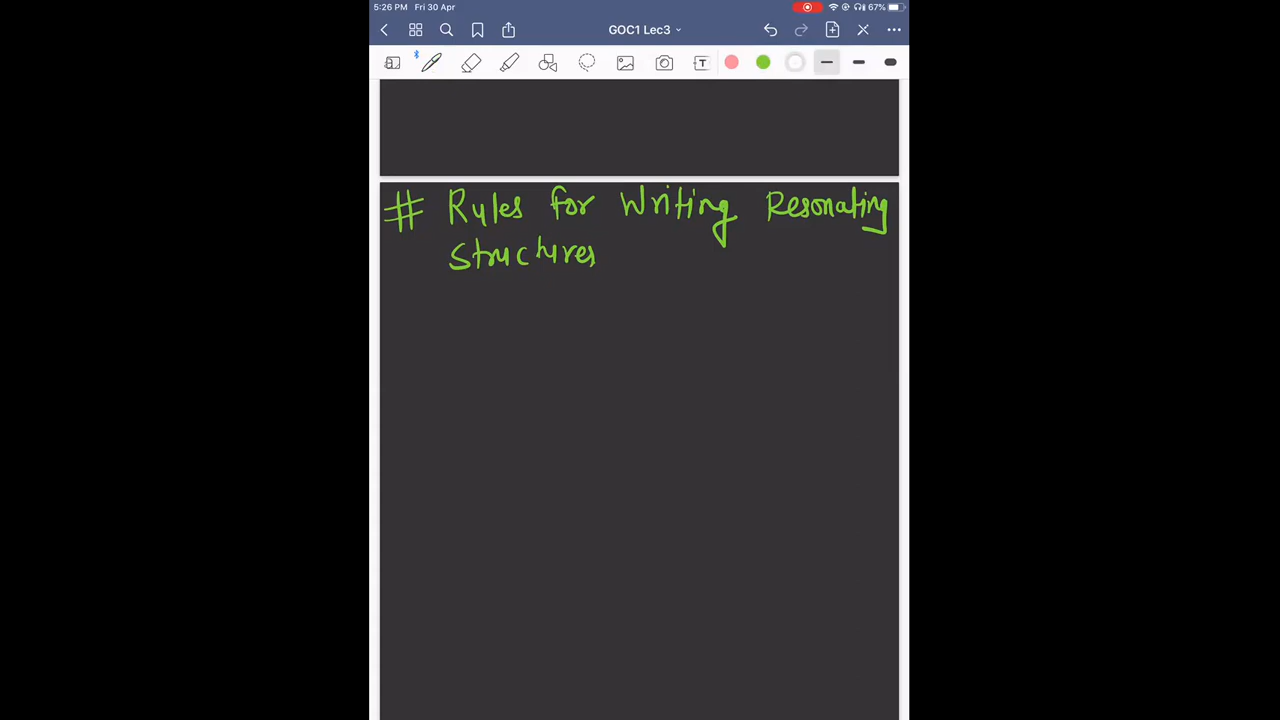 5:26 PM Fri 30 Apr 67%
GOC1 Lec3
T
# Rules for Writing Resonating
Structures